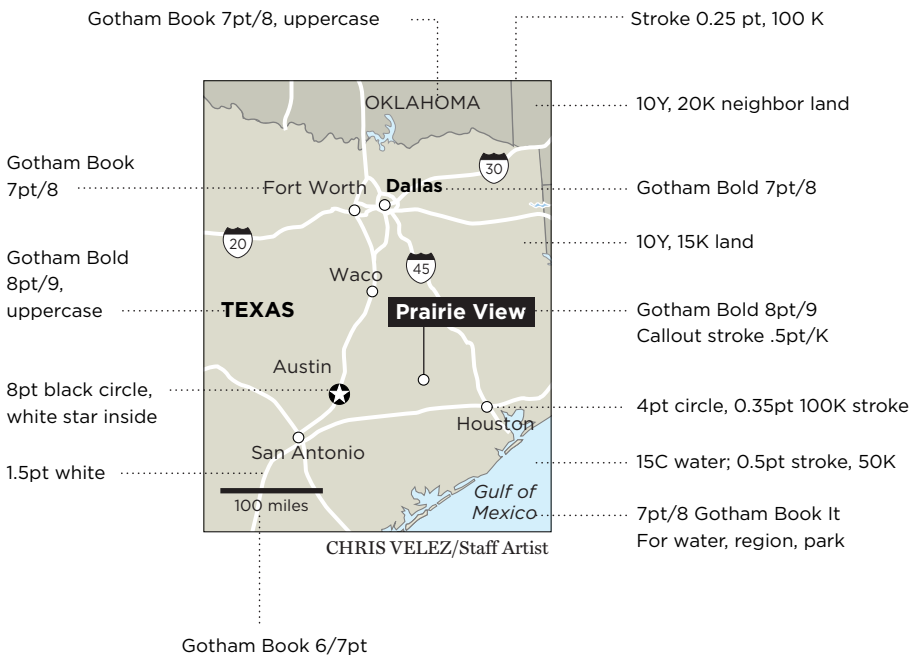 Gotham Book 7pt/8, uppercase
Stroke 0.25 pt, 100 K
OKLAHOMA
10Y, 20K neighbor land
30
Gotham Book
7pt/8
Fort Worth
Dallas
Gotham Bold 7pt/8
20
10Y, 15K land
Gotham Bold
8pt/9,
uppercase
Waco
45
TEXAS
Prairie View
Gotham Bold 8pt/9
Callout stroke .5pt/K
Austin
8pt black circle,
white star inside
4pt circle, 0.35pt 100K stroke
Houston
San Antonio
15C water; 0.5pt stroke, 50K
1.5pt white
100 miles
Gulf of
Mexico
7pt/8 Gotham Book It
For water, region, park
CHRIS VELEZ/Staff Artist
Gotham Book 6/7pt